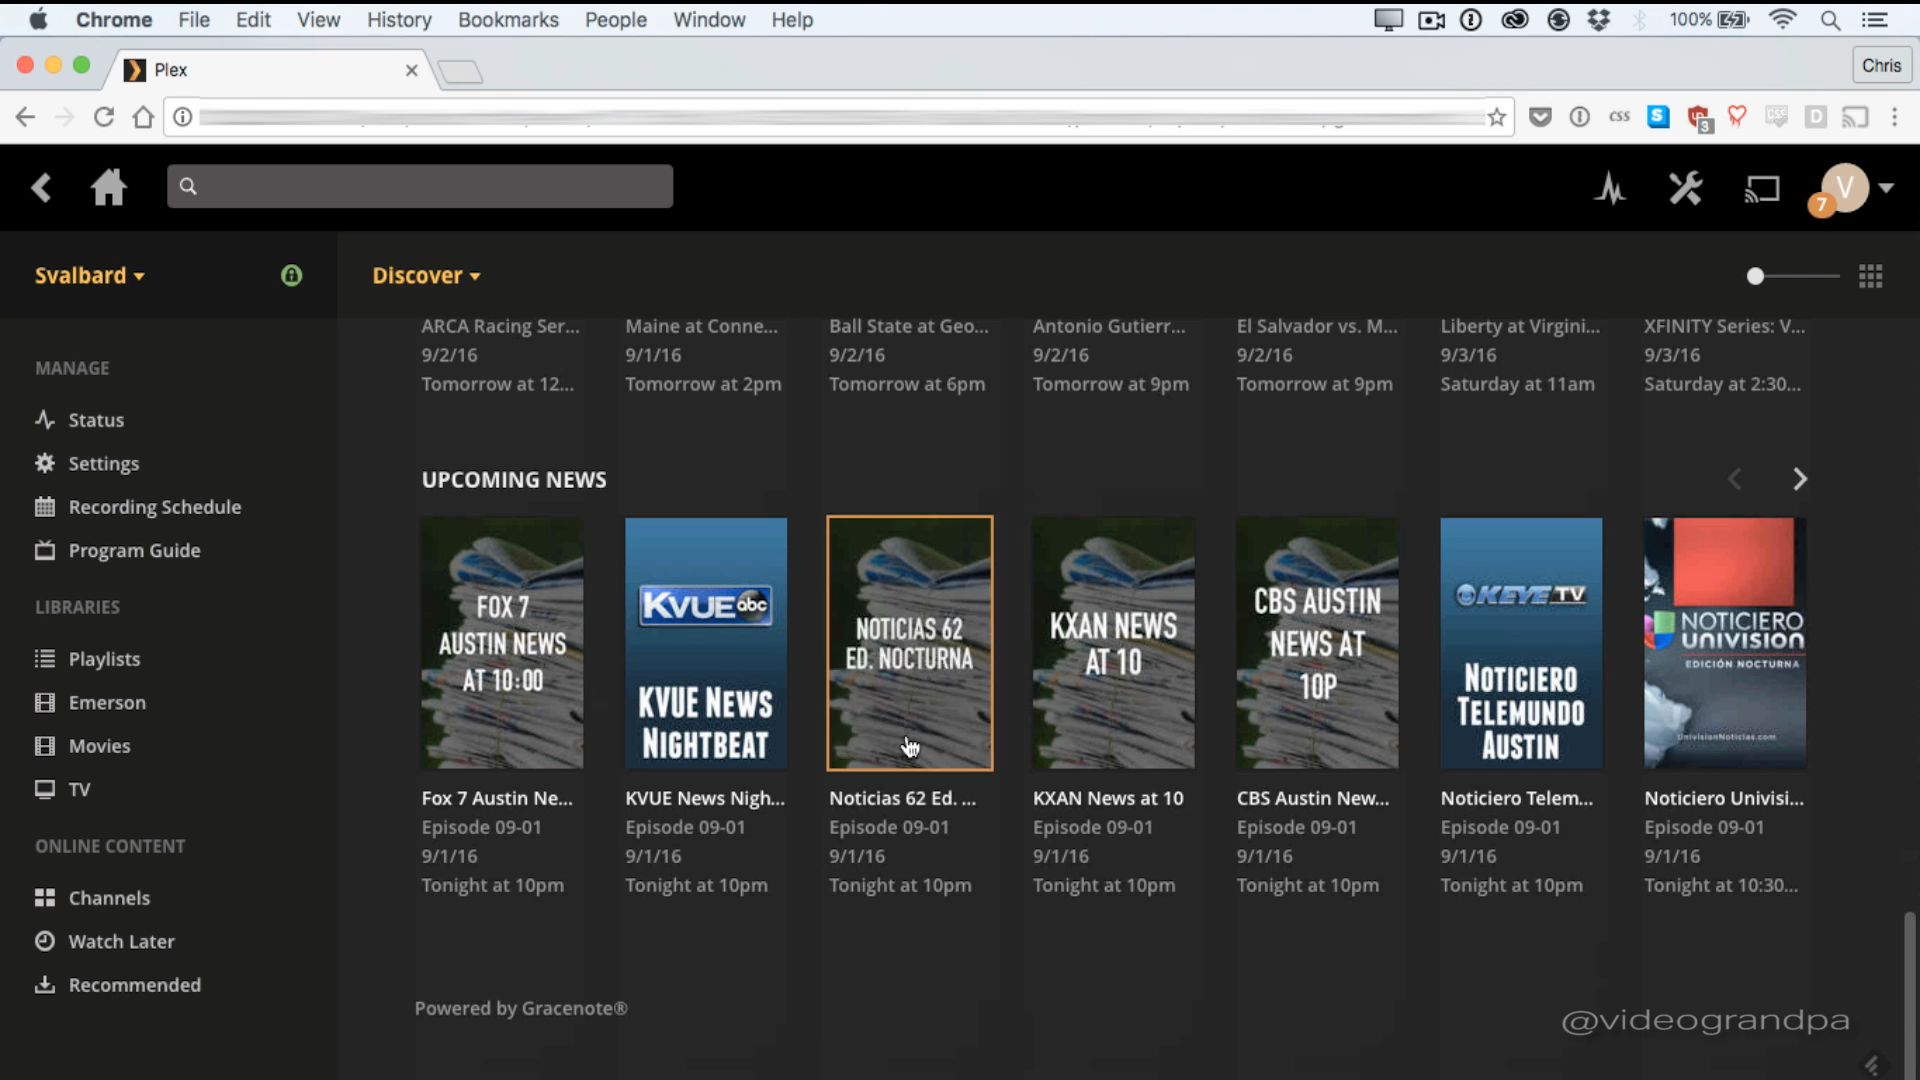 Chrome File Edit View History Bookmarks People Window Help 100%
Plex Chris
css S 3 CSS D
V 7
Svalbard
Discover
MANAGE
Status
Settings
Recording Schedule
Program Guide
LIBRARIES
Playlists
Emerson
Movies
TV
ONLINE CONTENT
Channels
Watch Later
Recommended
ARCA Racing Ser...
9/2/16
Tomorrow at 12...
Maine at Conne...
9/1/16
Tomorrow at 2pm
Ball State at Geo...
9/2/16
Tomorrow at 6pm
Antonio Gutierr...
9/2/16
Tomorrow at 9pm
El Salvador vs. M...
9/2/16
Tomorrow at 9pm
Liberty at Virgini...
9/3/16
Saturday at 11am
XFINITY Series: V...
9/3/16
Saturday at 2:30...
UPCOMING NEWS
FOX 7
AUSTIN NEWS
AT 10:00
Fox 7 Austin Ne...
Episode 09-01
9/1/16
Tonight at 10pm
KVUE abc
KVUE NEWS
NIGHTBEAT
KVUE News Nigh...
Episode 09-01
9/1/16
Tonight at 10pm
NOTICIAS 62
ED. NOCTURNA
Noticias 62 Ed. ...
Episode 09-01
9/1/16
Tonight at 10pm
KXAN NEWS
AT 10
KXAN News at 10
Episode 09-01
9/1/16
Tonight at 10pm
CBS AUSTIN
NEWS AT
10P
CBS Austin New...
Episode 09-01
9/1/16
Tonight at 10pm
KEYE TV
NOTICIERO
TELEMUNDO
AUSTIN
Noticiero Telem...
Episode 09-01
9/1/16
Tonight at 10pm
NOTICIERO
UNIVISION
EDICIÓN NOCTURNA
UnivisionNoticias.com
Noticiero Univisi...
Episode 09-01
9/1/16
Tonight at 10:30...
Powered by Gracenote®
@videograndpa